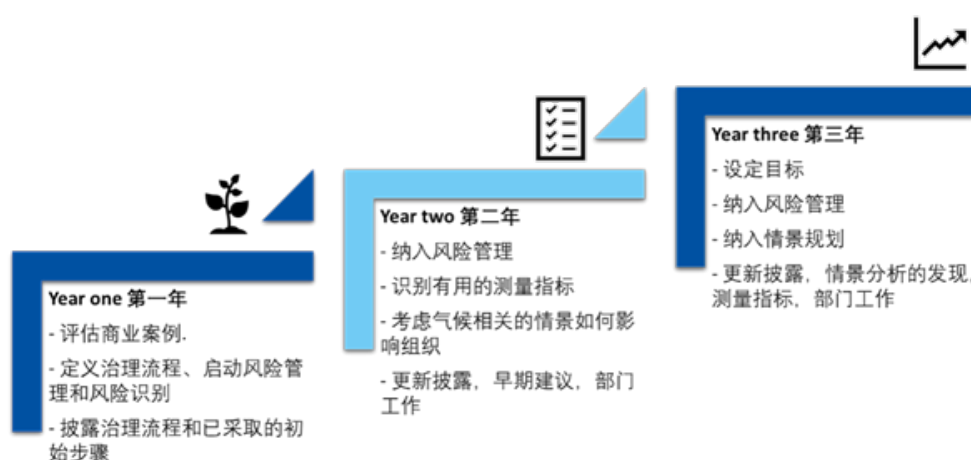 Year one 第一年
- 评估商业案例.
- 定义治理流程、启动风险管
理和风险识别
- 披露治理流程和已采取的初
始步骤
Year two 第二年
- 纳入风险管理
- 识别有用的测量指标
- 考虑气候相关的情景如何影
响组织
- 更新披露，早期建议，部门
工作
Year three 第三年
- 设定目标
- 纳入风险管理
- 纳入情景规划
- 更新披露，情景分析的发现，
测量指标，部门工作